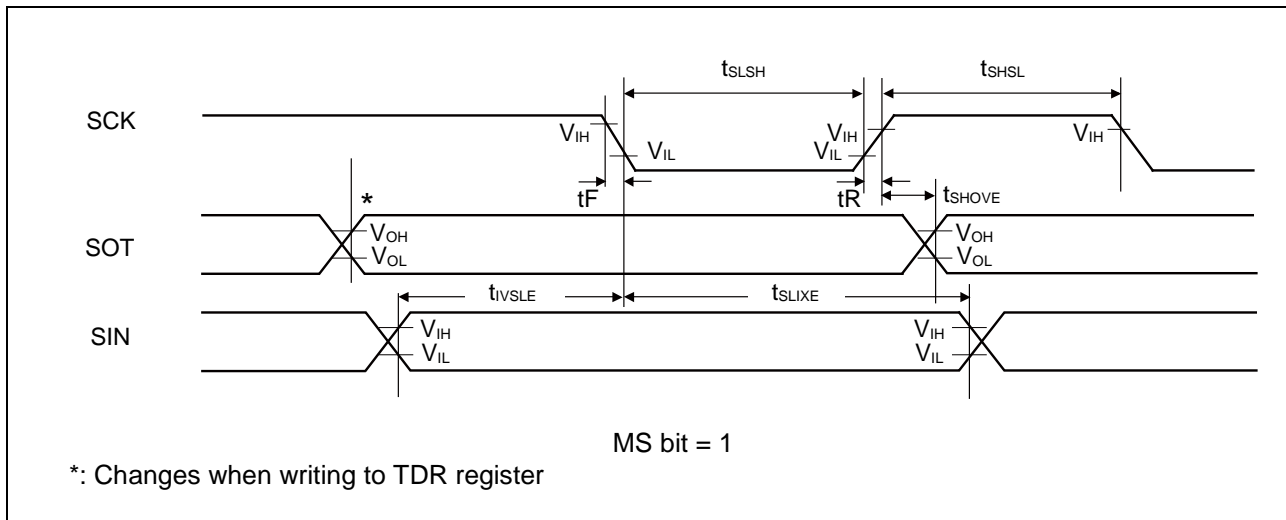 tSLSH
tSHSL
SCK
VIH
VIL
VIH
VIL
VIH
tF
tR
tSHOVE
*
SOT
VOH
VOL
VOH
VOL
tIVSLE
tSLIXE
SIN
VIH
VIL
VIH
VIL
MS bit = 1
*: Changes when writing to TDR register